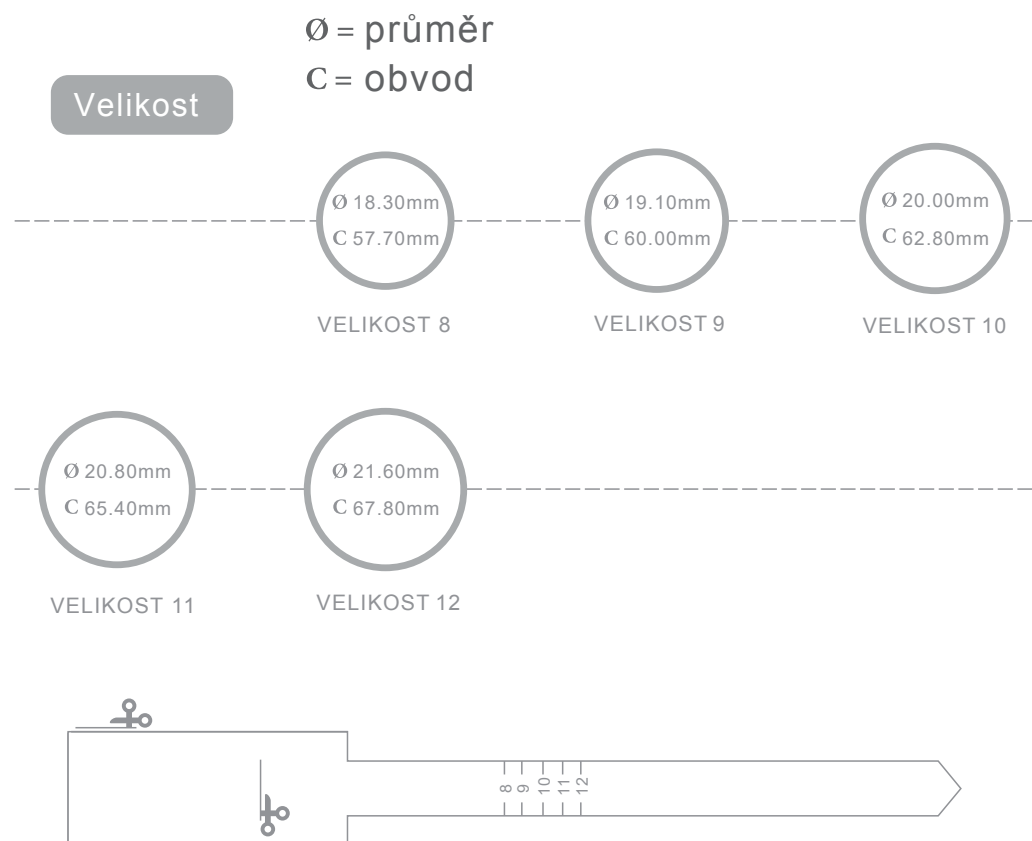 Ø = průměr
C = obvod
Velikost
Ø 18.30mm
C 57.70mm
VELIKOST 8
Ø 19.10mm
C 60.00mm
VELIKOST 9
Ø 20.00mm
C 62.80mm
VELIKOST 10
Ø 20.80mm
C 65.40mm
VELIKOST 11
Ø 21.60mm
C 67.80mm
VELIKOST 12
8
9
10
11
12